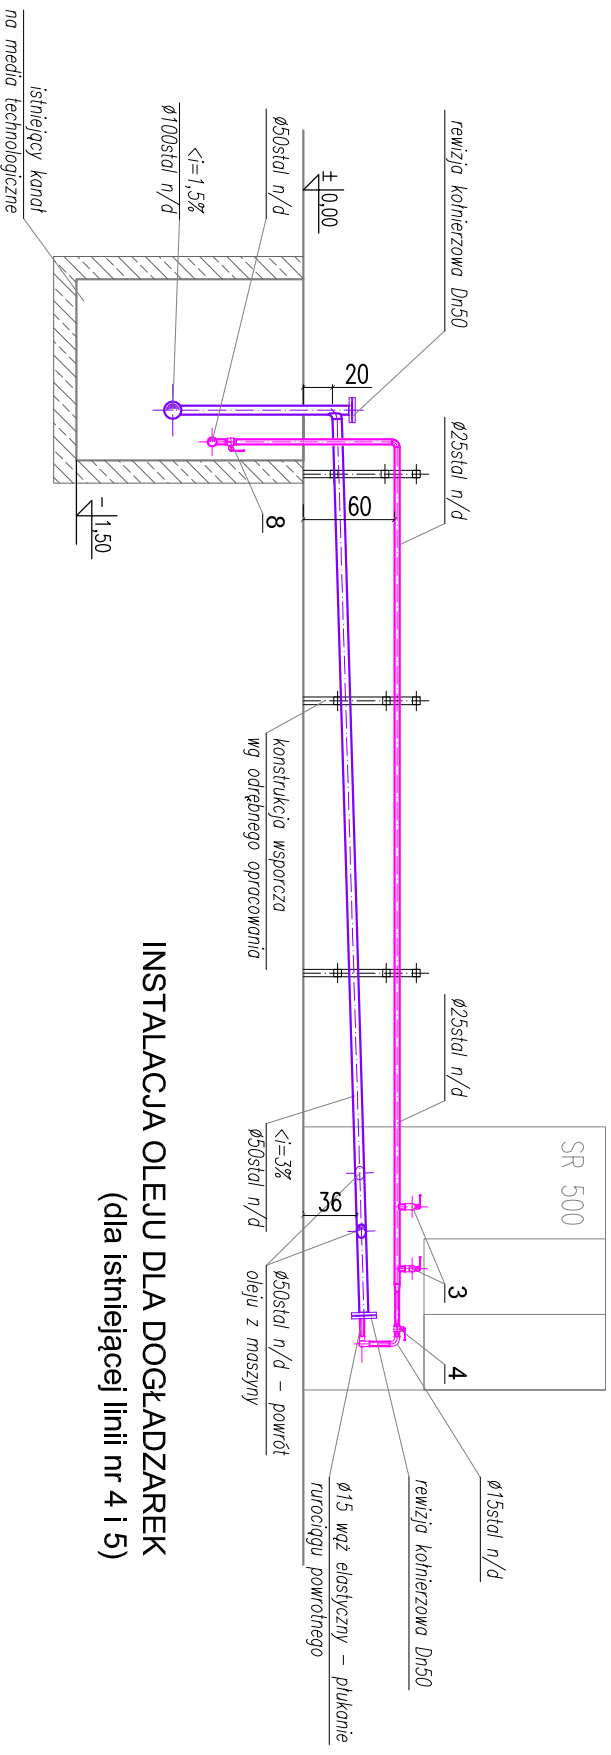 rewizja kołnierzowa Dn50
± 0,00
ø50stal n/d
<i=1,5%
ø100stal n/d
istniejący kanał
na media technologiczne
20
ø25stal n/d
60
8
- 1,50
konstrukcja wsporcza
wg odrębnego opracowania
ø25stal n/d
SR 500
<i=3%
ø50stal n/d
36
3
4
ø50stal n/d – powrót
oleju z maszyny
ø15stal n/d
rewizja kołnierzowa Dn50
ø15 wąż elastyczny – płukanie
rurociągu powrotnego
INSTALACJA OLEJU DLA DOGŁADZAREK
(dla istniejącej linii nr 4 i 5)